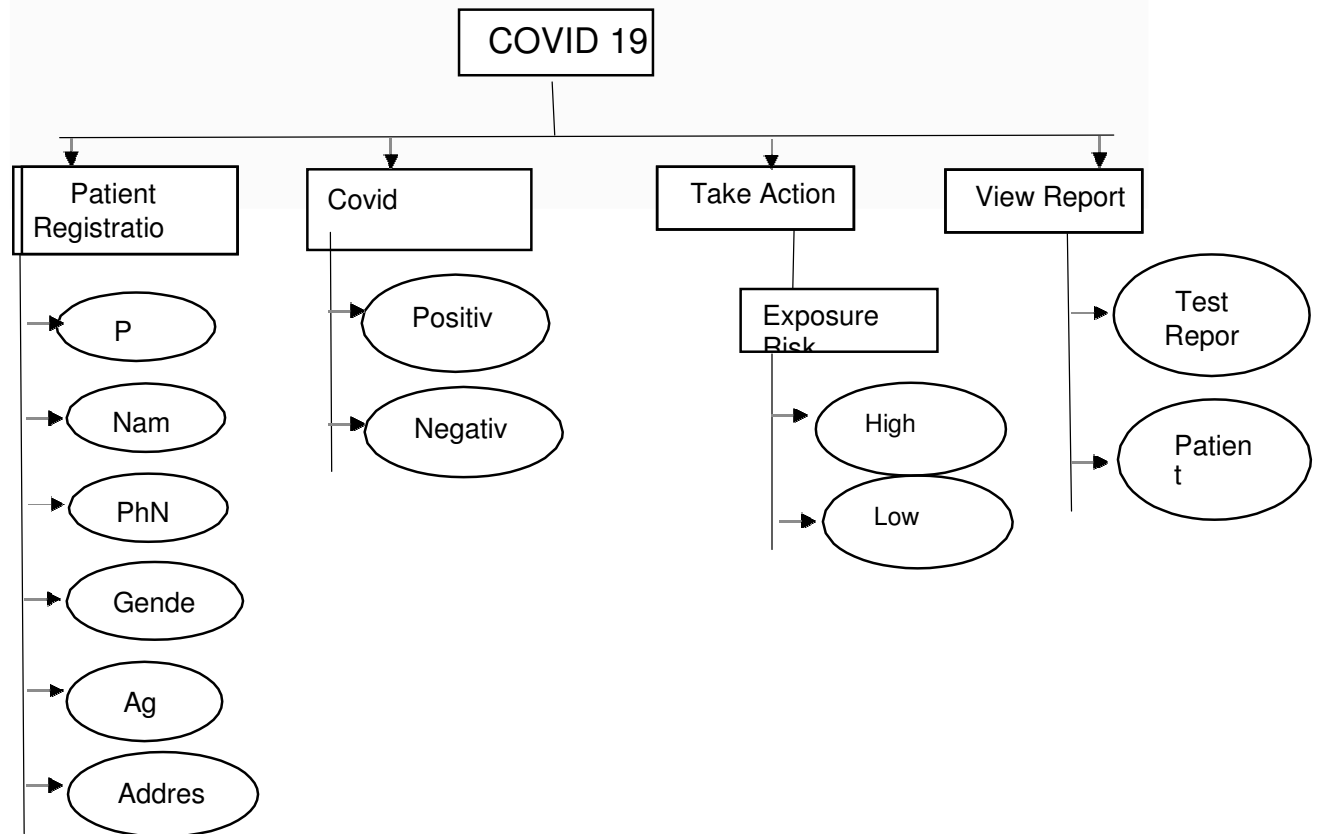 COVID 19
Patient
Registratio
Covid
Take Action
View Report
P
Nam
PhN
Gende
Ag
Addres
Positiv
Negativ
Exposure
Risk
High
Low
Test
Repor
Patien
t